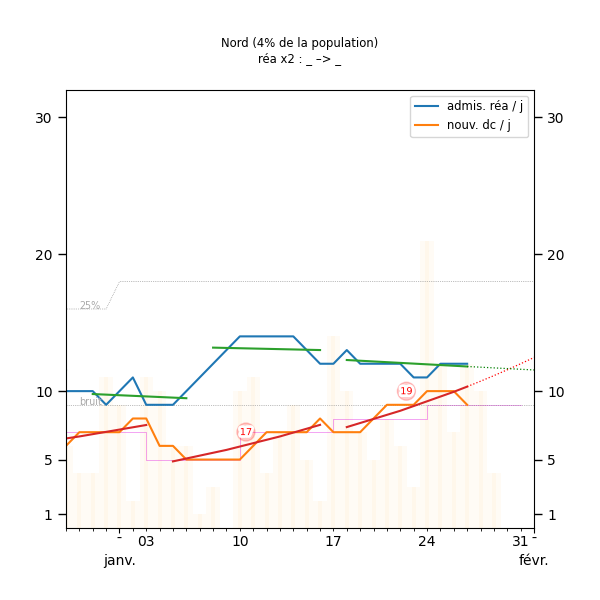 Nord (4% de la population)
réa x2 : _ –> _
admis. réa / j
nouv. dc / j
30
30
20
20
25%
10
10
bruit
19
17
5
5
1
1
- 03 10 17 24 31 -
janv. févr.